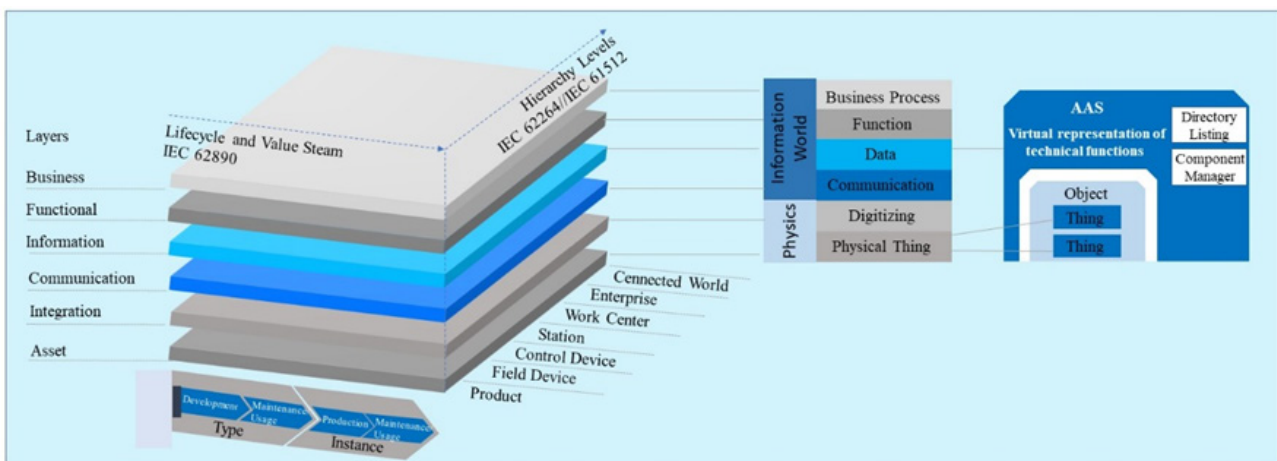 Layers
Business
Functional
Information
Communication
Integration
Asset
Lifecycle and Value Steam
IEC 62890
Hierarchy Levels
IEC 62264//IEC 61512
Cennected World
Enterprise
Work Center
Station
Control Device
Field Device
Product
Development
Maintenance
Usage
Production
Maintenance
Usage
Type
Instance
Information
World
Physics
Business Process
Function
Data
Communication
Digitizing
Physical Thing
AAS
Virtual representation of
technical functions
Directory
Listing
Component
Manager
Object
Thing
Thing